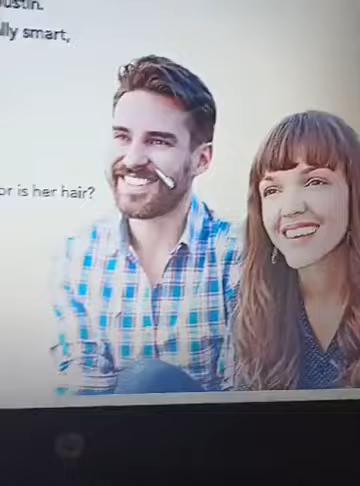 ustin.
lly smart,
or is her hair?